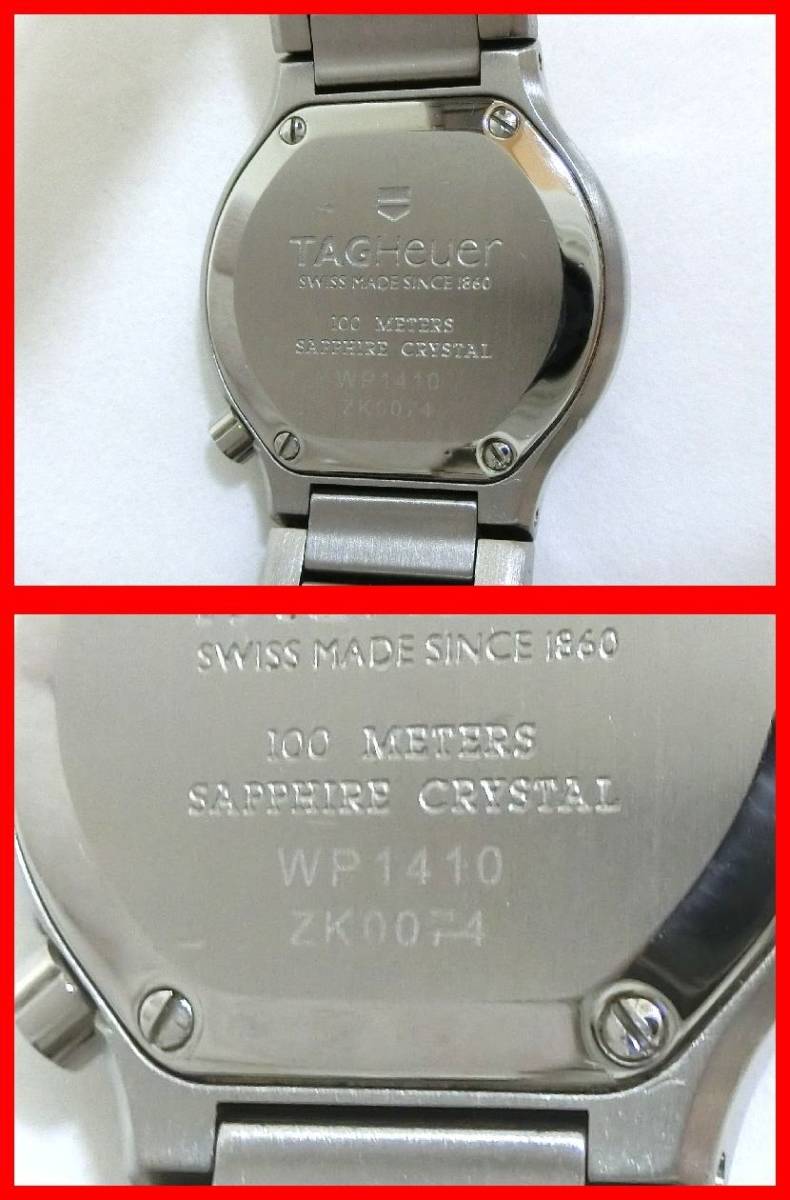 TAGHeuer
SWISS MADE SINCE 1860
100 METERS
SAPPHIRE CRYSTAL
WP1410
ZK0074
SWISS MADE SINCE 1860
100 METERS
SAPPHIRE CRYSTAL
WP1410
ZK0074